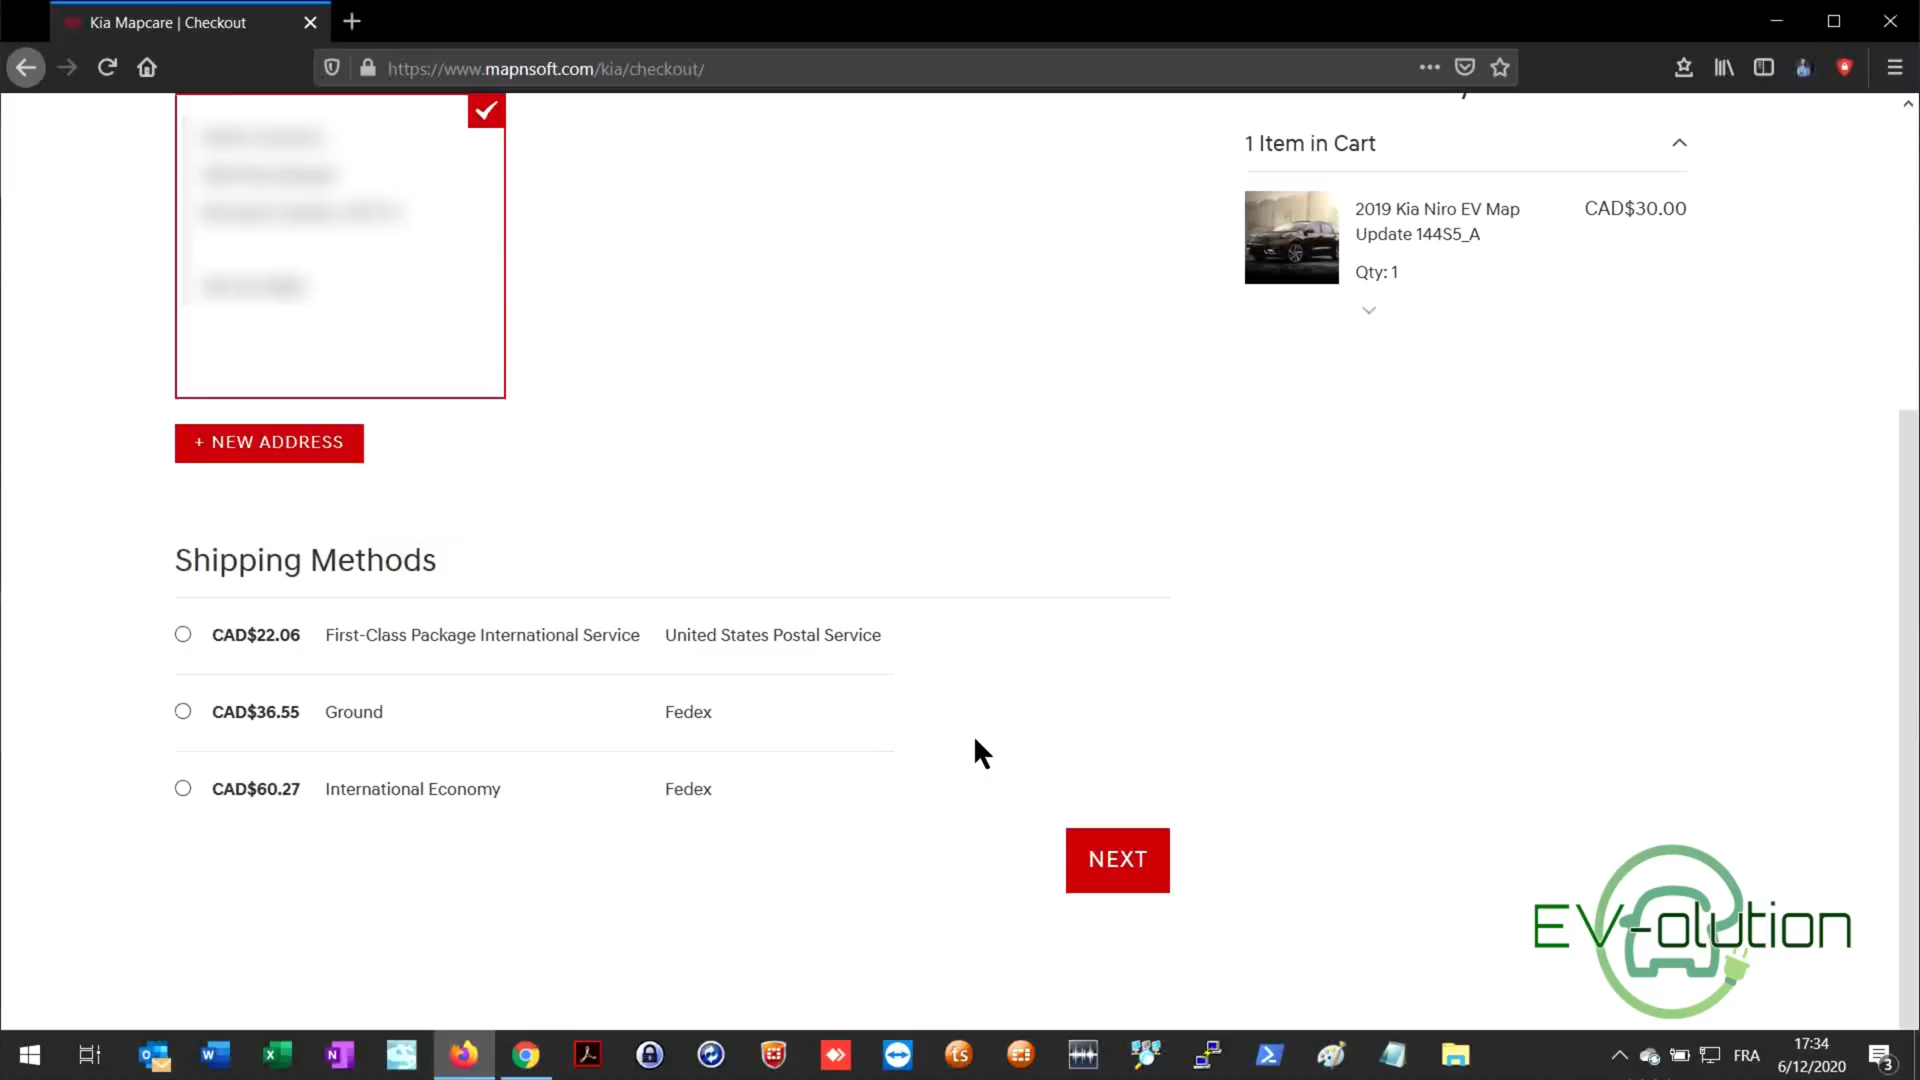 Kia Mapcare | Checkout
https://www.mapnsoft.com/kia/checkout/
1 Item in Cart
2019 Kia Niro EV Map
Update 144S5_A
CAD$30.00
Qty: 1
+ NEW ADDRESS
Shipping Methods
CAD$22.06 First-Class Package International Service United States Postal Service
CAD$36.55 Ground Fedex
CAD$60.27 International Economy Fedex
NEXT
EV-olution
FRA
17:34
6/12/2020
3